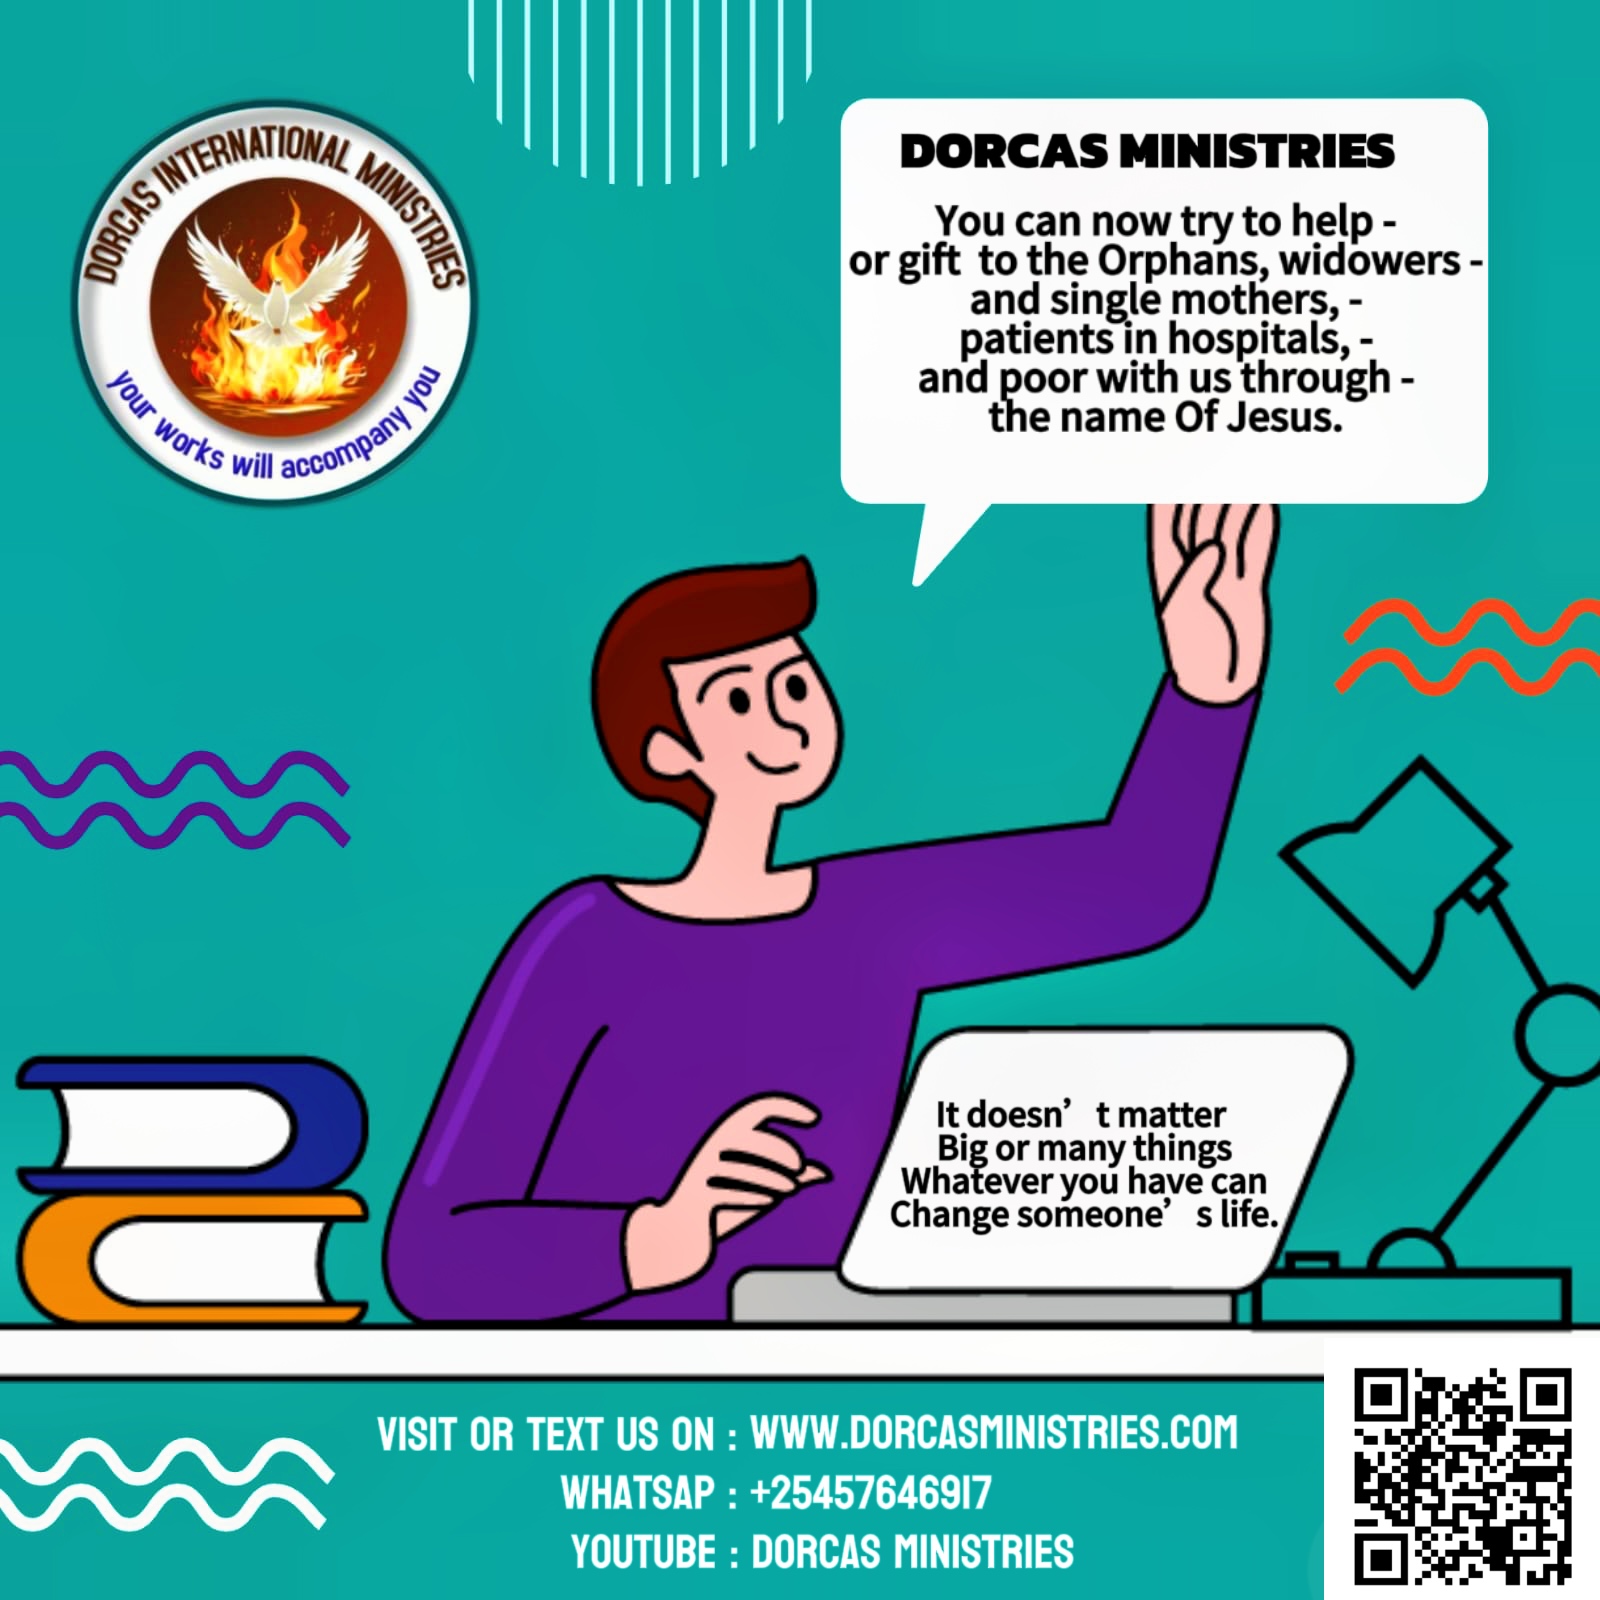 DORCAS INTERNATIONAL MINISTRIES
your works will accompany you
DORCAS MINISTRIES
You can now try to help -
or gift to the Orphans, widowers -
and single mothers, -
patients in hospitals, -
and poor with us through -
the name Of Jesus.
It doesn’ t matter
Big or many things
Whatever you have can
Change someone’ s life.
VISIT OR TEXT US ON : WWW.DORCASMINISTRIES.COM
WHATSAP : +25457646917
YOUTUBE : DORCAS MINISTRIES